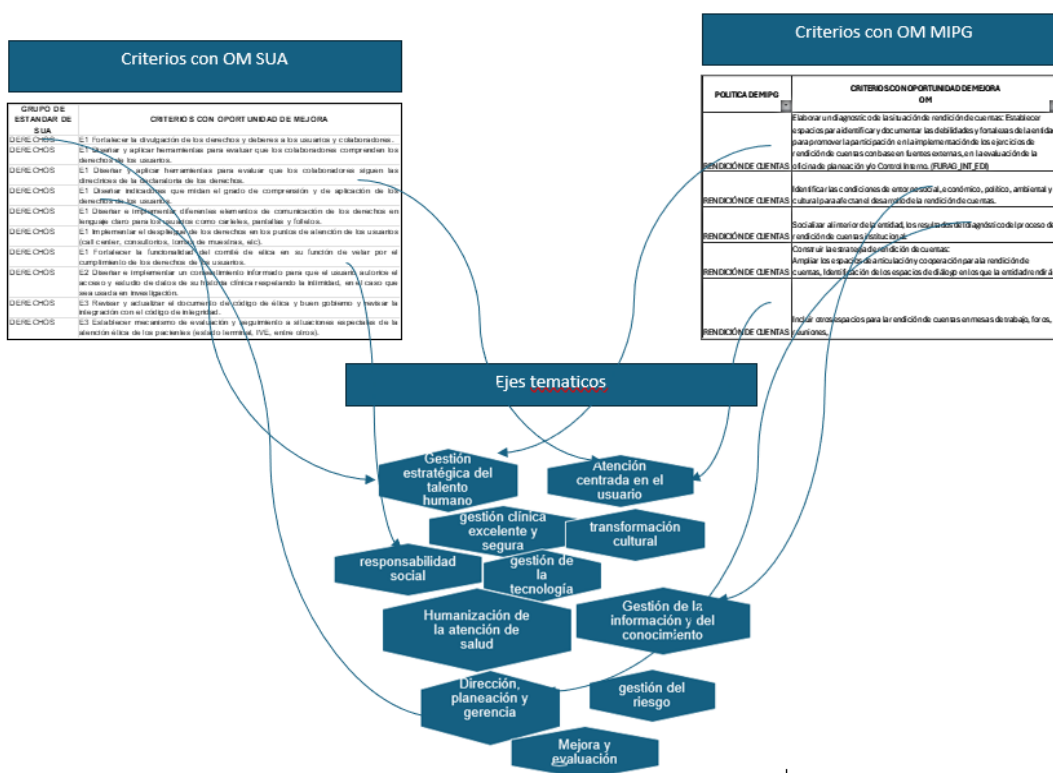 Criterios con OM SUA
GRUPO DE
ESTANDAR DE
SUA
CRITERIOS CON OPORTUNIDAD DE MEJORA
DERECHOS
E1 Fortalecer la divulgación de los derechos y deberes a los usuarios y colaboradores.
DERECHOS
E1 Diseñar y aplicar herramientas para evaluar que los colaboradores comprenden los
derechos de los usuarios.
DERECHOS
E1 Diseñar y aplicar herramientas para evaluar que los colaboradores siguen las
directrices de la declaratoria de los derechos.
DERECHOS
E1 Diseñar indicadores que midan el grado de comprensión y de aplicación de los
derechos de los usuarios.
DERECHOS
E1 Diseñar e implementar diferentes elementos de comunicación de los derechos en
lenguaje claro para los usuarios como carteles, pantallas y folletos.
DERECHOS
E1 Implementar el despliegue de los derechos en los puntos de atención de los usuarios
(call center, consultorios, tomas de muestras, etc).
DERECHOS
E1 Fortalecer la funcionalidad del comité de ética en su función de velar por el
cumplimiento de los derechos de los usuarios.
DERECHOS
E2 Diseñar e implementar un consentimiento informado para que el usuario autorice el
acceso y estudio de datos de su historia clínica respetando la intimidad, en el caso que
sea usada en investigación.
DERECHOS
E3 Revisar y actualizar el documento de código de ética y buen gobierno y revisar la
integración con el código de integridad.
DERECHOS
E3 Establecer mecanismo de evaluación y seguimiento a situaciones especiales de la
atención ética de los pacientes (estado terminal, IVE, entre otros).
Criterios con OM MIPG
POLITICA DE MIPG
CRITERIOS CON OPORTUNIDAD DE MEJORA
OM
Elaborar un diagnostico de la situación de rendición de cuentas: Establecer
espacios para identificar y documentar las debilidades y fortalezas de la entida
para promover la participación en la implementación de los ejercicios de
rendición de cuentas con base en fuentes externas, en la evaluación de la
oficina de planeación y/o Control Interno. (FURAG_INT_EDI)
RENDICIÓN DE CUENTAS
Identificar las condiciones de entorno social, económico, político, ambiental y
cultural para afectan el desarrollo de la rendición de cuentas.
RENDICIÓN DE CUENTAS
Socializar al interior de la entidad, los resultados del diagnóstico del proceso de
rendición de cuentas institucional.
RENDICIÓN DE CUENTAS
Construir la estrategia de rendición de cuentas:
Ampliar los espacios de articulación y cooperación para la rendición de
cuentas, Identificación de los espacios de diálogo en los que la entidad rendirá
RENDICIÓN DE CUENTAS
Incluir otros espacios para la rendición de cuentas en mesas de trabajo, foros,
reuniones,
RENDICIÓN DE CUENTAS
Ejes tematicos
Gestión
estratégica del
talento
humano
Atención
centrada en el
usuario
gestión clínica
excelente y
segura
transformación
cultural
responsabilidad
social
gestión de
la
tecnología
Humanización de
la atención de
salud
Gestión de la
información y del
conocimiento
Dirección,
planeación y
gerencia
gestión del
riesgo
Mejora y
evaluación